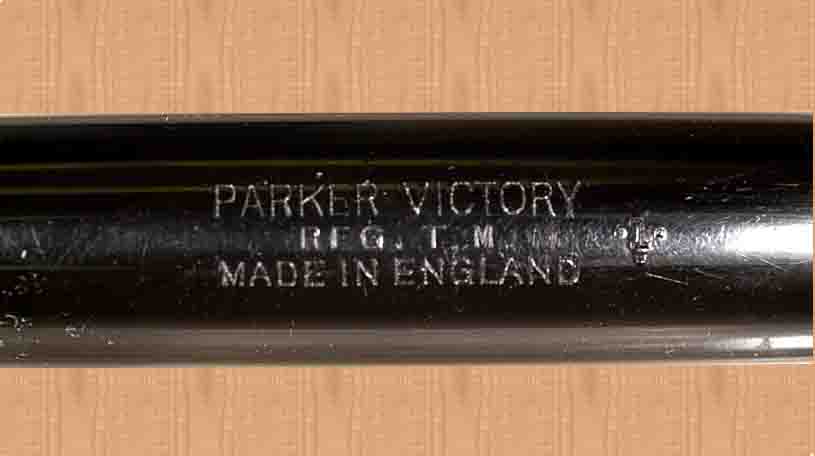 PARKER VICTORY
REG. T. M.
MADE IN ENGLAND